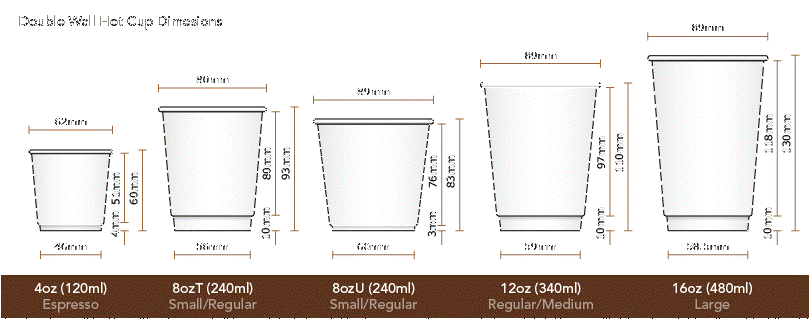 Double Wall Hot Cup Dimesions
62mm
51mm
60mm
4mm
46mm
80mm
80mm
93mm
10mm
56mm
89mm
76mm
83mm
3mm
60mm
89mm
97mm
110mm
10mm
59mm
89mm
118mm
130mm
10mm
58.5mm
4oz (120ml)
Espresso
8ozT (240ml)
Small/Regular
8ozU (240ml)
Small/Regular
12oz (340ml)
Regular/Medium
16oz (480ml)
Large